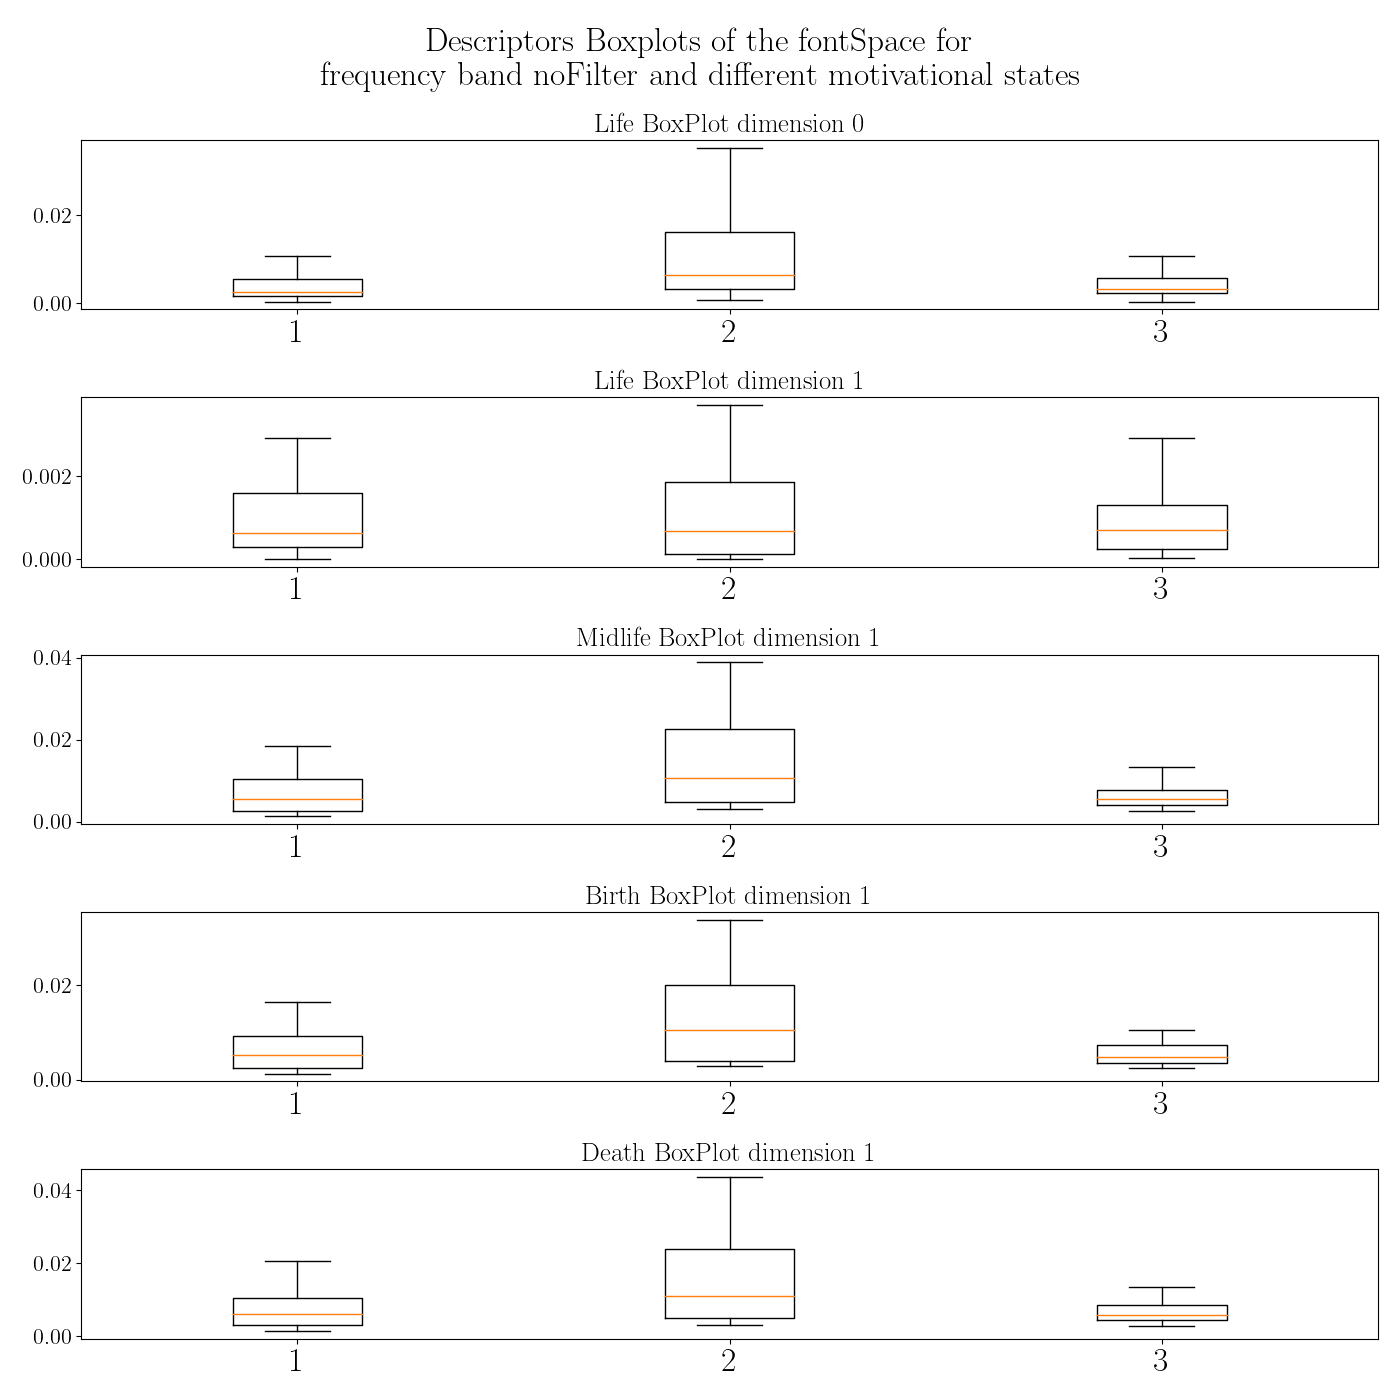 Descriptors Boxplots of the fontSpace for
frequency band noFilter and different motivational states
Life BoxPlot dimension 0
0.02
0.00
1 2 3
Life BoxPlot dimension 1
0.002
0.000
1 2 3
Midlife BoxPlot dimension 1
0.04
0.02
0.00
1 2 3
Birth BoxPlot dimension 1
0.02
0.00
1 2 3
Death BoxPlot dimension 1
0.04
0.02
0.00
1 2 3